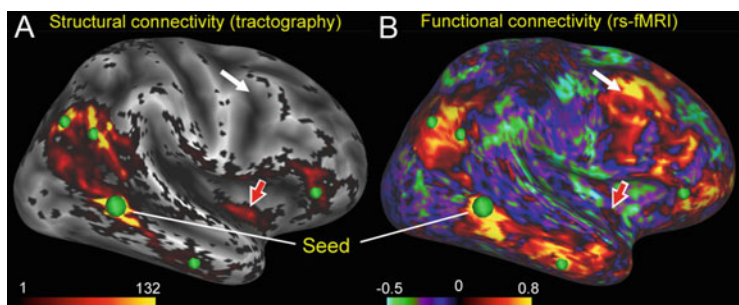 A Structural connectivity (tractography)
B Functional connectivity (rs-fMRI)
Seed
1 132
-0.5 0 0.8